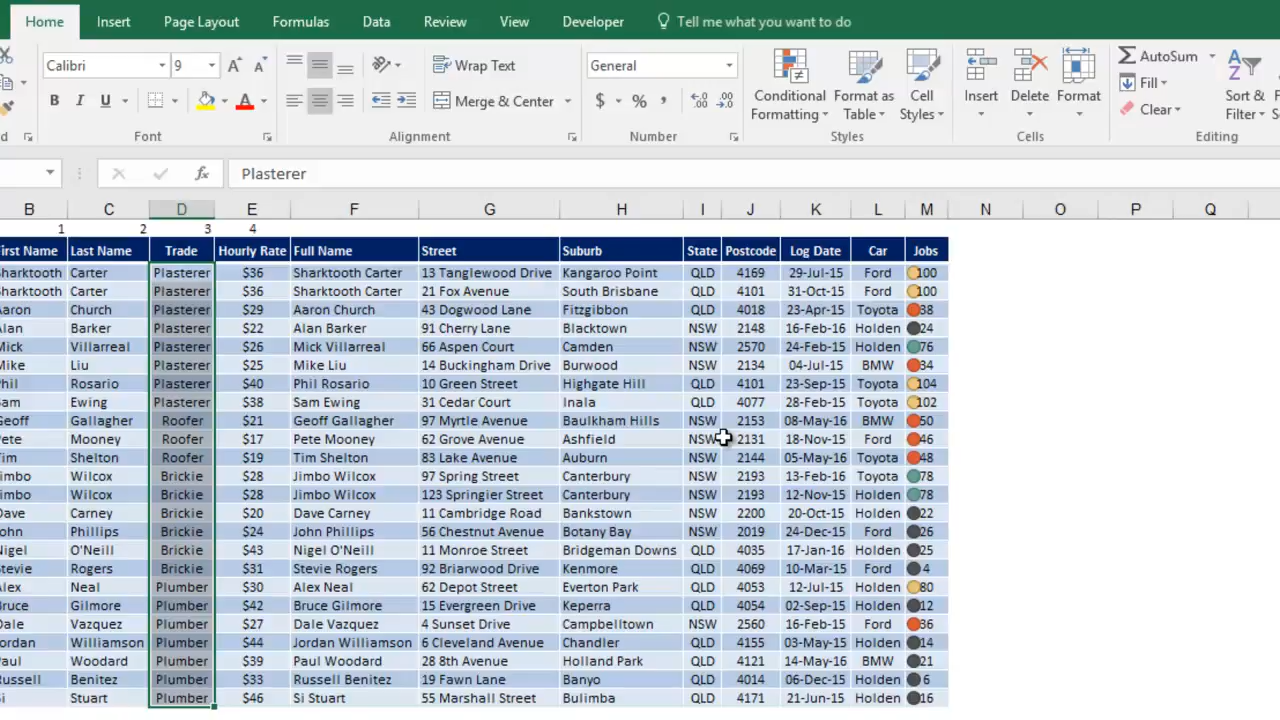 Home Insert Page Layout Formulas Data Review View Developer Tell me what you want to do
Calibri 9 A A Wrap Text General AutoSum
B I U A Merge & Center $ % , Conditional Formatting Format as Table Cell Styles Insert Delete Format Fill Clear Sort & Filter
Font Alignment Number Styles Cells Editing
fx Plasterer
B C D E F G H I J K L M N O P Q
1 2 3 4
First Name Last Name Trade Hourly Rate Full Name Street Suburb State Postcode Log Date Car Jobs
Sharktooth Carter Plasterer $36 Sharktooth Carter 13 Tanglewood Drive Kangaroo Point QLD 4169 29-Jul-15 Ford 100
Sharktooth Carter Plasterer $36 Sharktooth Carter 21 Fox Avenue South Brisbane QLD 4101 31-Oct-15 Ford 100
Aaron Church Plasterer $29 Aaron Church 43 Dogwood Lane Fitzgibbon QLD 4018 23-Apr-15 Toyota 38
Alan Barker Plasterer $22 Alan Barker 91 Cherry Lane Blacktown NSW 2148 16-Feb-16 Holden 24
Mick Villarreal Plasterer $26 Mick Villarreal 66 Aspen Court Camden NSW 2570 24-Feb-15 Holden 76
Mike Liu Plasterer $25 Mike Liu 14 Buckingham Drive Burwood NSW 2134 04-Jul-15 BMW 34
Phil Rosario Plasterer $40 Phil Rosario 10 Green Street Highgate Hill QLD 4101 23-Sep-15 Toyota 104
Sam Ewing Plasterer $38 Sam Ewing 31 Cedar Court Inala QLD 4077 28-Feb-15 Toyota 102
Geoff Gallagher Roofer $21 Geoff Gallagher 97 Myrtle Avenue Baulkham Hills NSW 2153 08-May-16 BMW 50
Pete Mooney Roofer $17 Pete Mooney 62 Grove Avenue Ashfield NSW 2131 18-Nov-15 Ford 46
Tim Shelton Roofer $19 Tim Shelton 83 Lake Avenue Auburn NSW 2144 05-May-16 Toyota 48
Jimbo Wilcox Brickie $28 Jimbo Wilcox 97 Spring Street Canterbury NSW 2193 13-Feb-16 Toyota 78
Jimbo Wilcox Brickie $28 Jimbo Wilcox 123 Springier Street Canterbury NSW 2193 12-Nov-15 Holden 78
Dave Carney Brickie $20 Dave Carney 11 Cambridge Road Bankstown NSW 2200 20-Oct-15 Holden 22
John Phillips Brickie $24 John Phillips 56 Chestnut Avenue Botany Bay NSW 2019 24-Dec-15 Ford 26
Nigel O'Neill Brickie $43 Nigel O'Neill 11 Monroe Street Bridgeman Downs QLD 4035 17-Jan-16 Holden 25
Stevie Rogers Brickie $31 Stevie Rogers 92 Briarwood Drive Kenmore QLD 4069 10-Mar-15 Ford 4
Alex Neal Plumber $30 Alex Neal 62 Depot Street Everton Park QLD 4053 12-Jul-15 Holden 80
Bruce Gilmore Plumber $42 Bruce Gilmore 15 Evergreen Drive Keperra QLD 4054 02-Sep-15 Holden 12
Dale Vazquez Plumber $27 Dale Vazquez 4 Sunset Drive Campbelltown NSW 2560 16-Feb-15 Ford 36
Jordan Williamson Plumber $44 Jordan Williamson 6 Cleveland Avenue Chandler QLD 4155 03-May-15 Holden 14
Paul Woodard Plumber $39 Paul Woodard 28 8th Avenue Holland Park QLD 4121 14-May-16 BMW 21
Russell Benitez Plumber $33 Russell Benitez 19 Fawn Lane Banyo QLD 4014 06-Dec-15 Holden 6
Si Stuart Plumber $46 Si Stuart 55 Marshall Street Bulimba QLD 4171 21-Jun-15 Holden 16